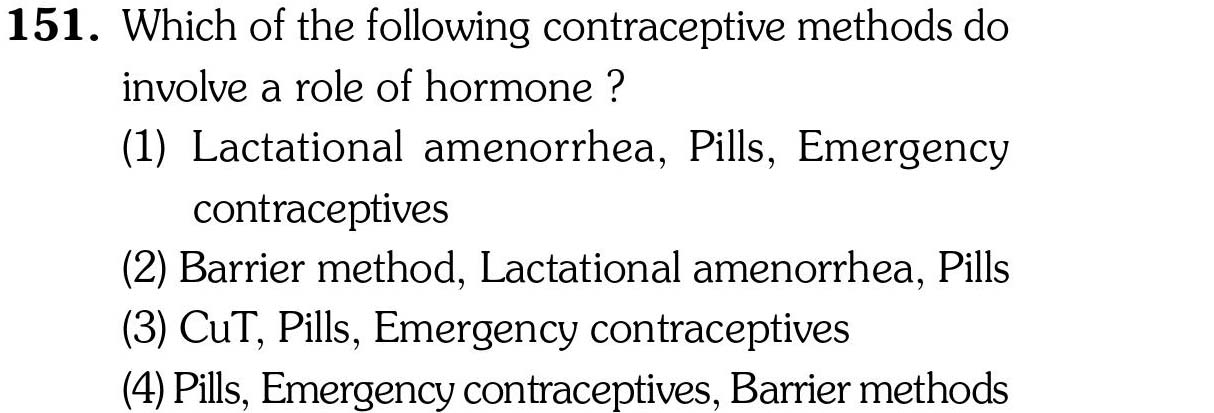 151. Which of the following contraceptive methods do
involve a role of hormone ?
(1) Lactational amenorrhea, Pills, Emergency
contraceptives
(2) Barrier method, Lactational amenorrhea, Pills
(3) CuT, Pills, Emergency contraceptives
(4) Pills, Emergency contraceptives, Barrier methods